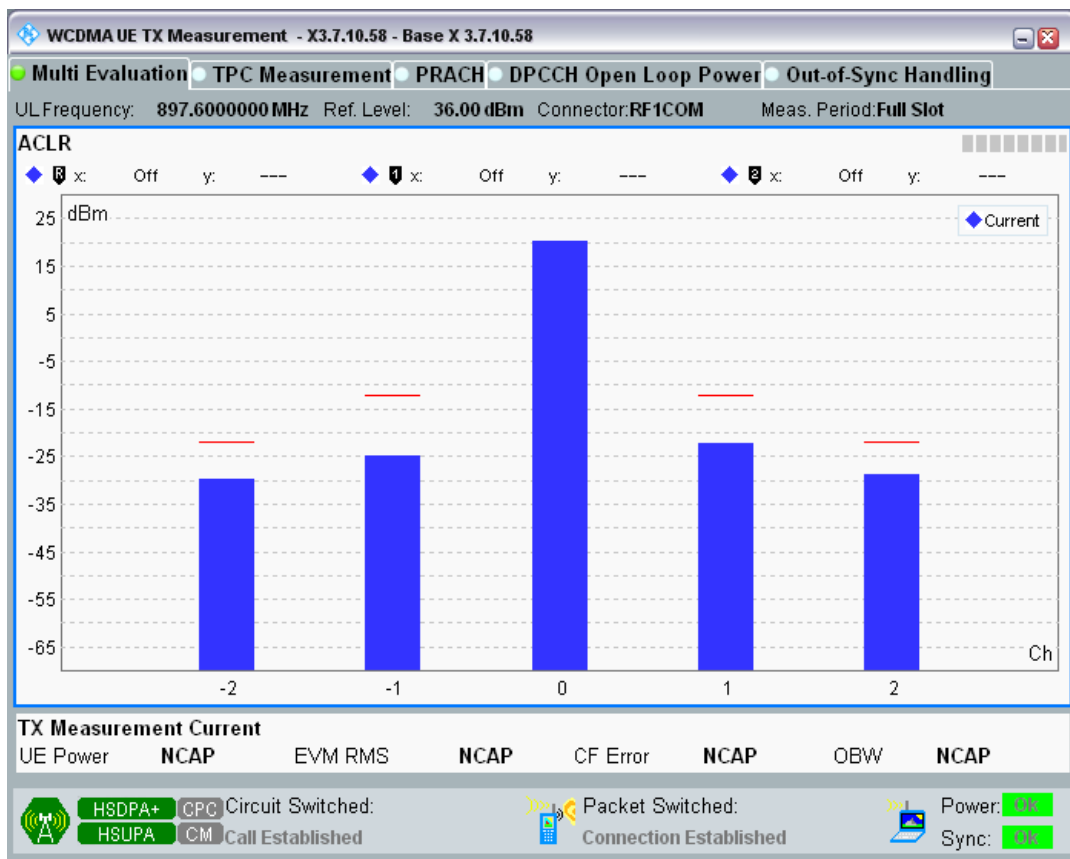 WCDMA UE TX Measurement - X3.7.10.58 - Base X 3.7.10.58
Multi Evaluation TPC Measurement PRACH DPCCH Open Loop Power Out-of-Sync Handling
UL Frequency: 897.6000000 MHz Ref. Level: 36.00 dBm Connector:RF1COM Meas. Period:Full Slot
ACLR
R x: Off y: --- 1 x: Off y: --- 2 x: Off y: ---
dBm
Current
25
15
5
-5
-15
-25
-35
-45
-55
-65
Ch
-2 -1 0 1 2
TX Measurement Current
UE Power NCAP EVM RMS NCAP CF Error NCAP OBW NCAP
HSDPA+ CPC Circuit Switched: Packet Switched: Power: OK
HSUPA CM Call Established Connection Established Sync: OK